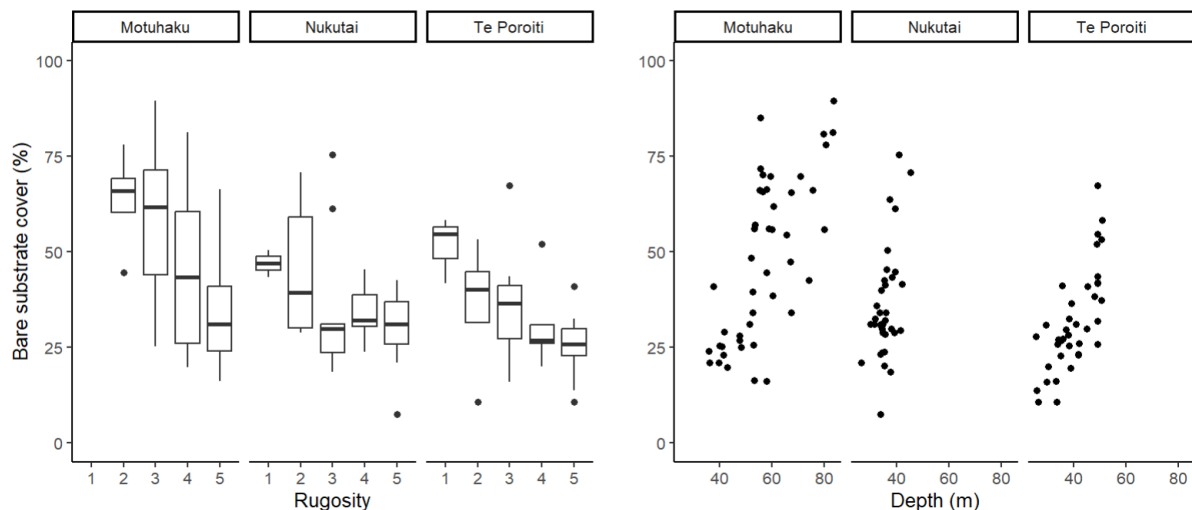 Motuhaku Nukutai Te Poroiti
Bare substrate cover (%)
100
75
50
25
0
1 2 3 4 5 1 2 3 4 5 1 2 3 4 5
Rugosity
Motuhaku Nukutai Te Poroiti
100
75
50
25
0
40 60 80 40 60 80 40 60 80
Depth (m)